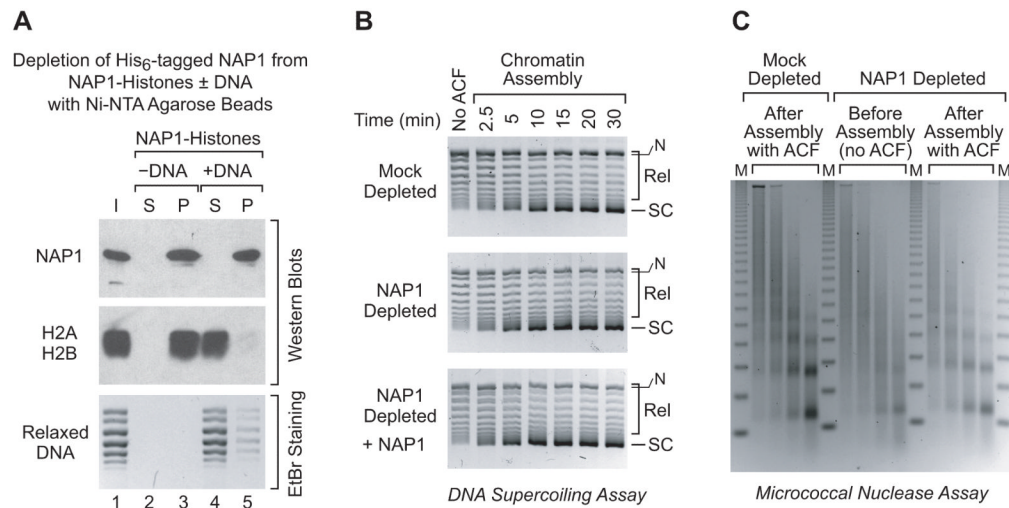 A
Depletion of His6-tagged NAP1 from
NAP1-Histones ± DNA
with Ni-NTA Agarose Beads
NAP1-Histones
−DNA +DNA
I S P S P
NAP1
H2A
H2B
Western Blots
Relaxed
DNA
EtBr Staining
1 2 3 4 5
B
Chromatin
Assembly
Time (min) No ACF 2.5 5 10 15 20 30
Mock
Depleted
N
Rel
SC
NAP1
Depleted
N
Rel
SC
NAP1
Depleted
+ NAP1
N
Rel
SC
DNA Supercoiling Assay
C
Mock
Depleted
NAP1 Depleted
After
Assembly
with ACF
Before
Assembly
(no ACF)
After
Assembly
with ACF
M M M M
Micrococcal Nuclease Assay